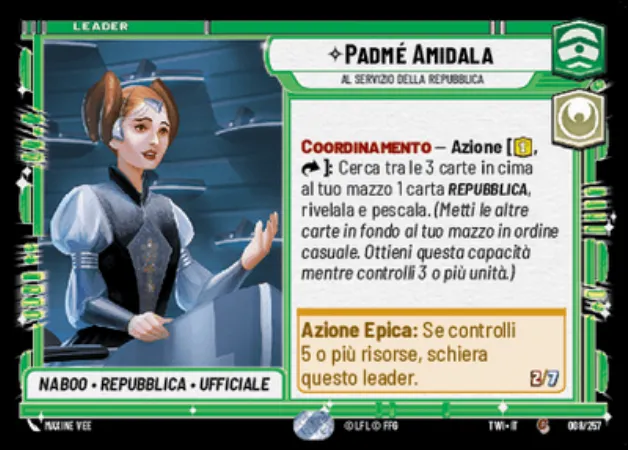 LEADER
PADMÉ AMIDALA
AL SERVIZIO DELLA REPUBBLICA
COORDINAMENTO – Azione [1,
]: Cerca tra le 3 carte in cima
al tuo mazzo 1 carta REPUBBLICA,
rivelala e pescala. (Metti le altre
carte in fondo al tuo mazzo in ordine
casuale. Ottieni questa capacità
mentre controlli 3 o più unità.)
Azione Epica: Se controlli
5 o più risorse, schiera
questo leader.
2/7
NABOO • REPUBBLICA • UFFICIALE
MAXINE VEE
© LFL © FFG
TWI • IT
008/257